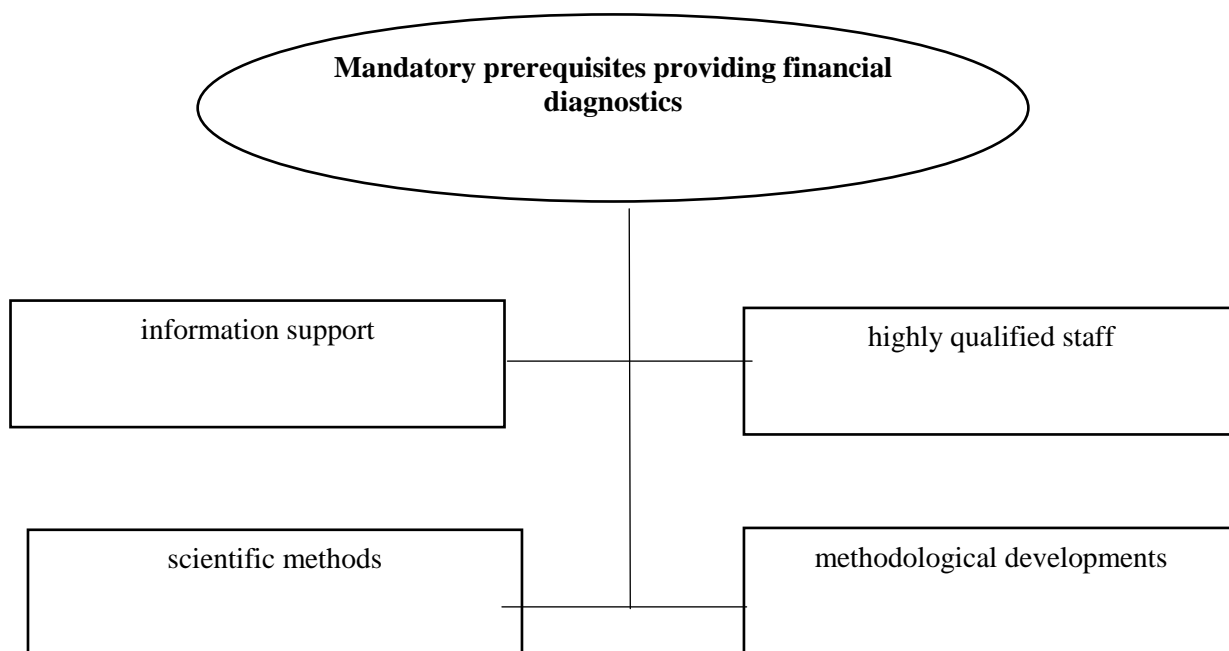 Mandatory prerequisites providing financial
diagnostics
information support
highly qualified staff
scientific methods
methodological developments